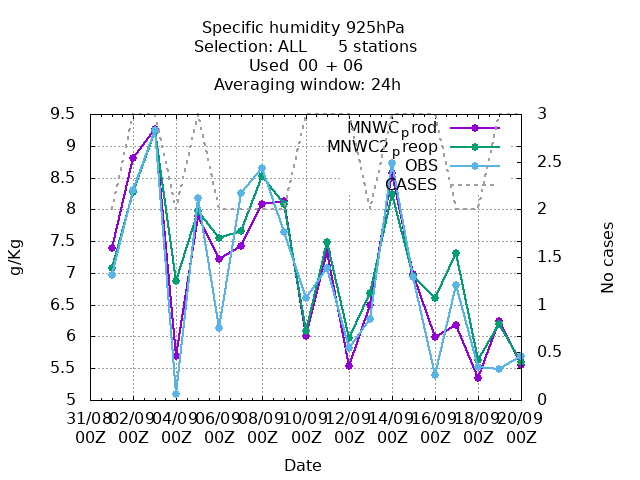 Specific humidity 925hPa
Selection: ALL 5 stations
Used 00 + 06
Averaging window: 24h
9.5
9
8.5
8
7.5
7
6.5
6
5.5
5
3
2.5
2
1.5
1
0.5
0
MNWCprod
MNWC2preop
OBS
CASES
g/Kg
No cases
31/08 02/09 04/09 06/09 08/09 10/09 12/09 14/09 16/09 18/09 20/09
00Z 00Z 00Z 00Z 00Z 00Z 00Z 00Z 00Z 00Z 00Z
Date